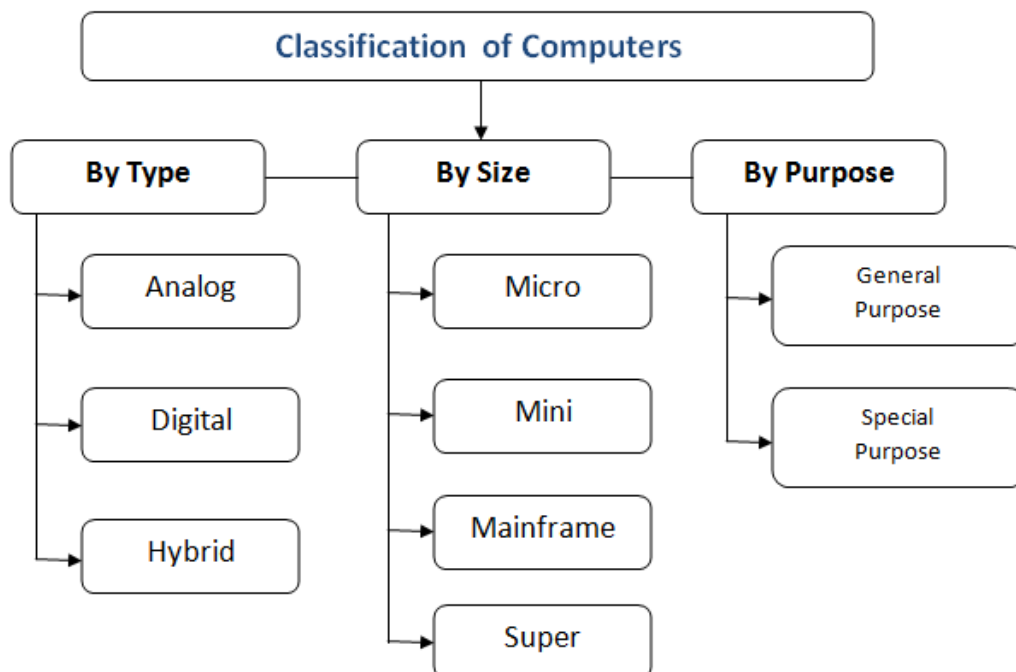 Classification of Computers
By Type
By Size
By Purpose
Analog
Digital
Hybrid
Micro
Mini
Mainframe
Super
General
Purpose
Special
Purpose